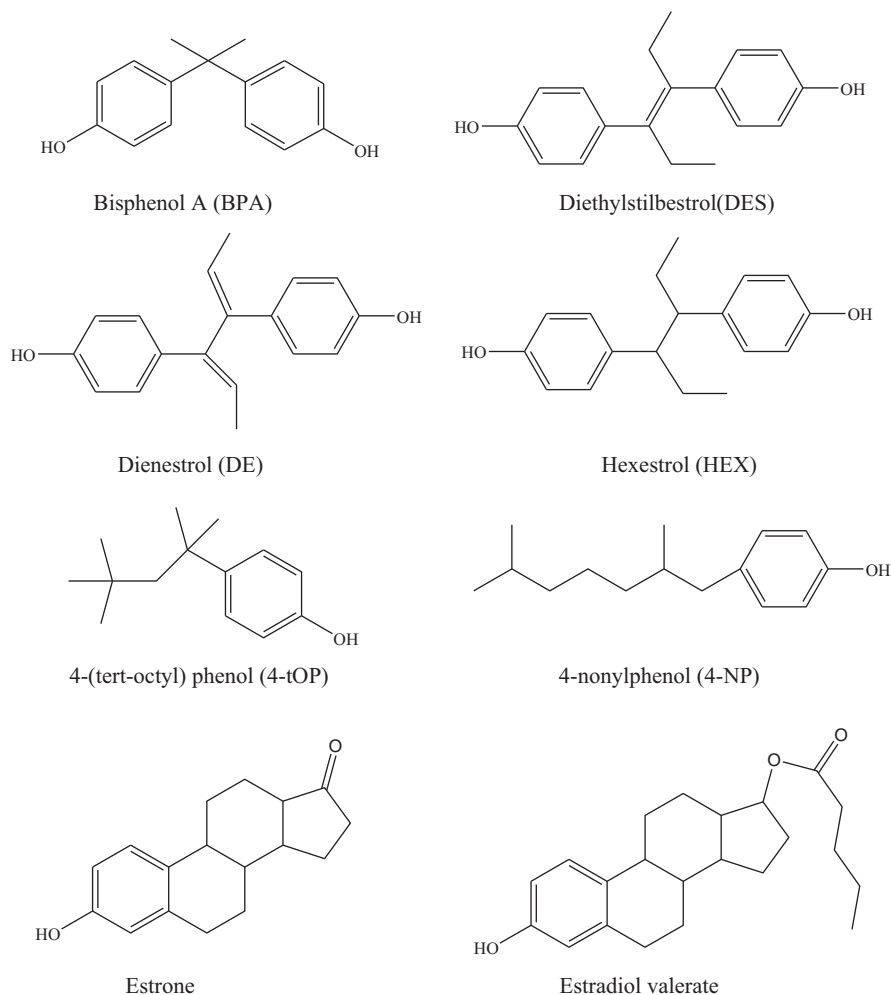 HO
OH
Bisphenol A (BPA)
HO
OH
Diethylstilbestrol(DES)
HO
OH
Dienestrol (DE)
HO
OH
Hexestrol (HEX)
OH
4-(tert-octyl) phenol (4-tOP)
OH
4-nonylphenol (4-NP)
O
HO
Estrone
O
O
HO
Estradiol valerate